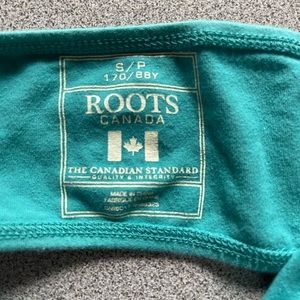 S/P
170/88Y
ROOTS
CANADA
THE CANADIAN STANDARD
QUALITY & INTEGRITY
MADE IN